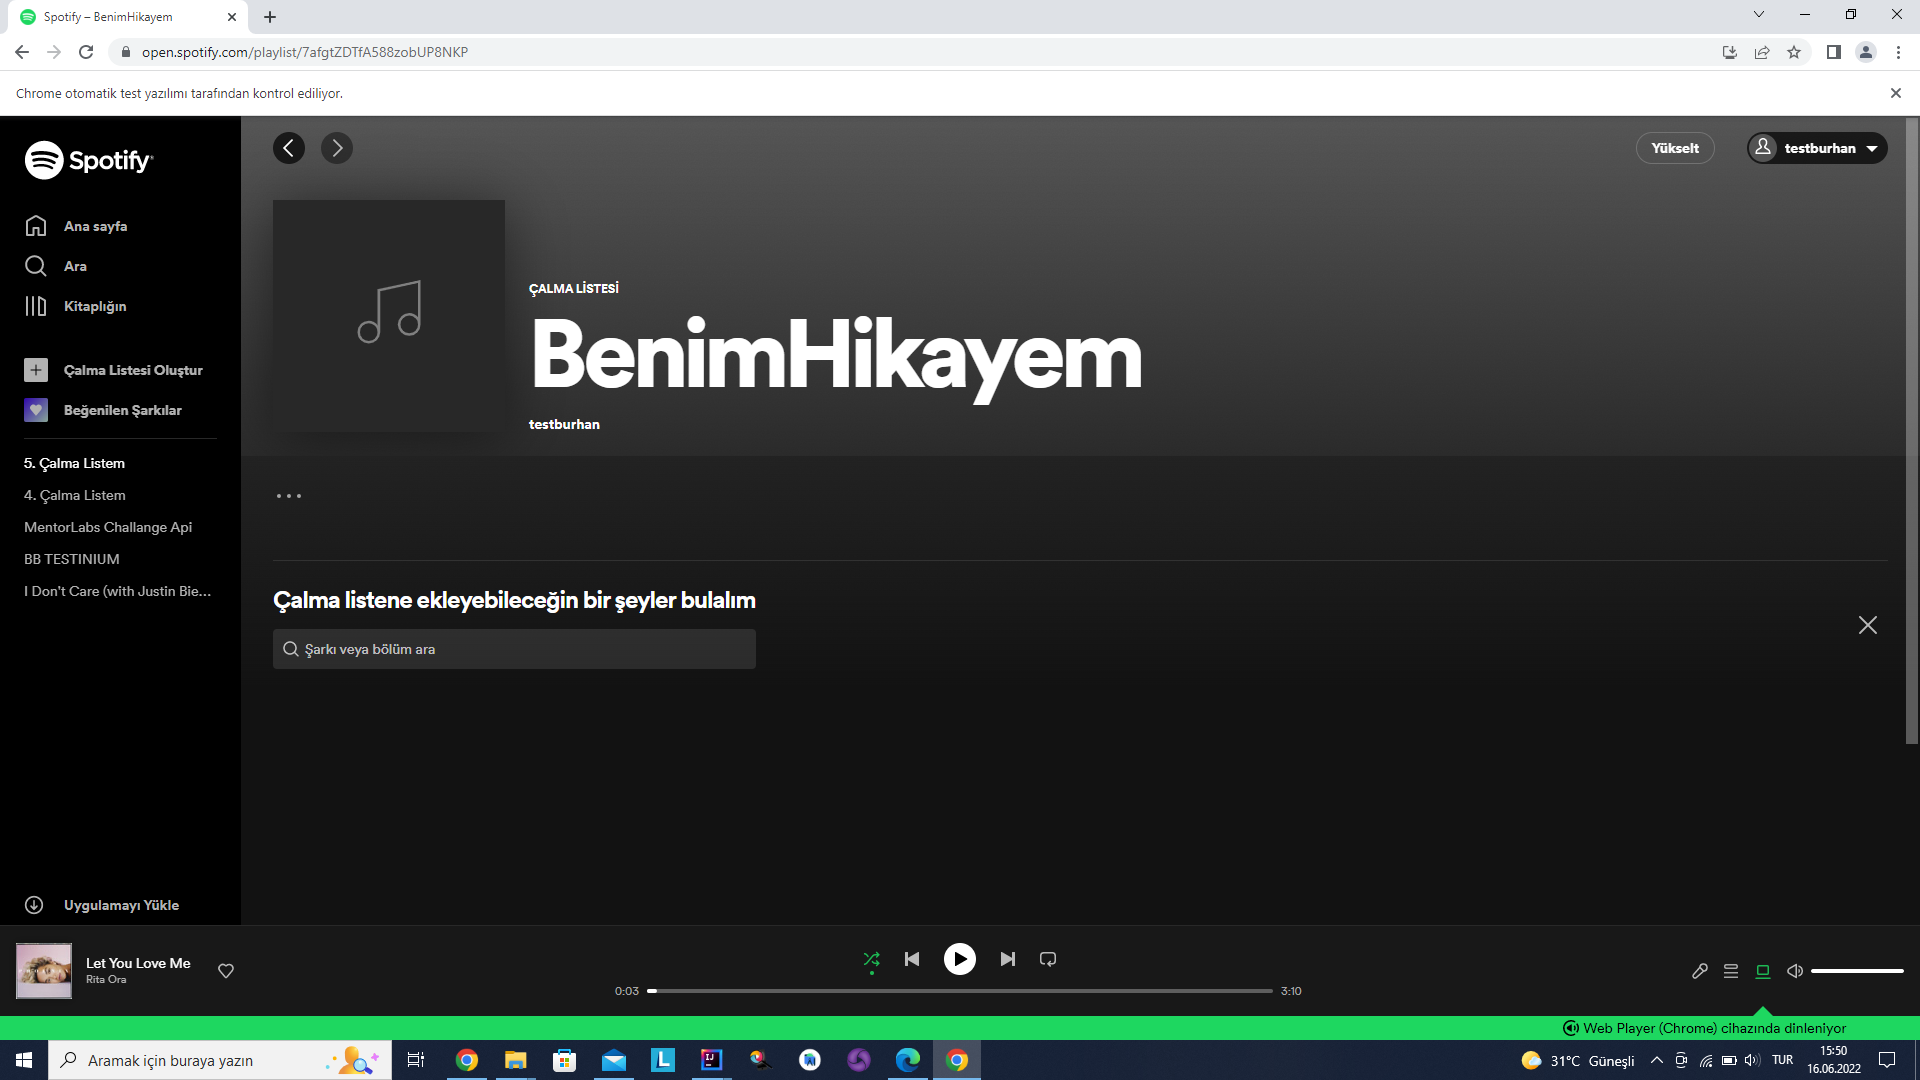 Spotify – BenimHikayem
open.spotify.com/playlist/7afgtZDTfA588zobUP8NKP
Chrome otomatik test yazılımı tarafından kontrol ediliyor.
Spotify
Yükselt
testburhan
Ana sayfa
Ara
Kitaplığın
Çalma Listesi Oluştur
Beğenilen Şarkılar
5. Çalma Listem
4. Çalma Listem
MentorLabs Challange Api
BB TESTINIUM
I Don't Care (with Justin Bie...
Uygulamayı Yükle
ÇALMA LİSTESİ
BenimHikayem
testburhan
Çalma listene ekleyebileceğin bir şeyler bulalım
Şarkı veya bölüm ara
Let You Love Me
Rita Ora
0:03
3:10
Web Player (Chrome) cihazında dinleniyor
Aramak için buraya yazın
31°C Güneşli
TUR
15:50
16.06.2022